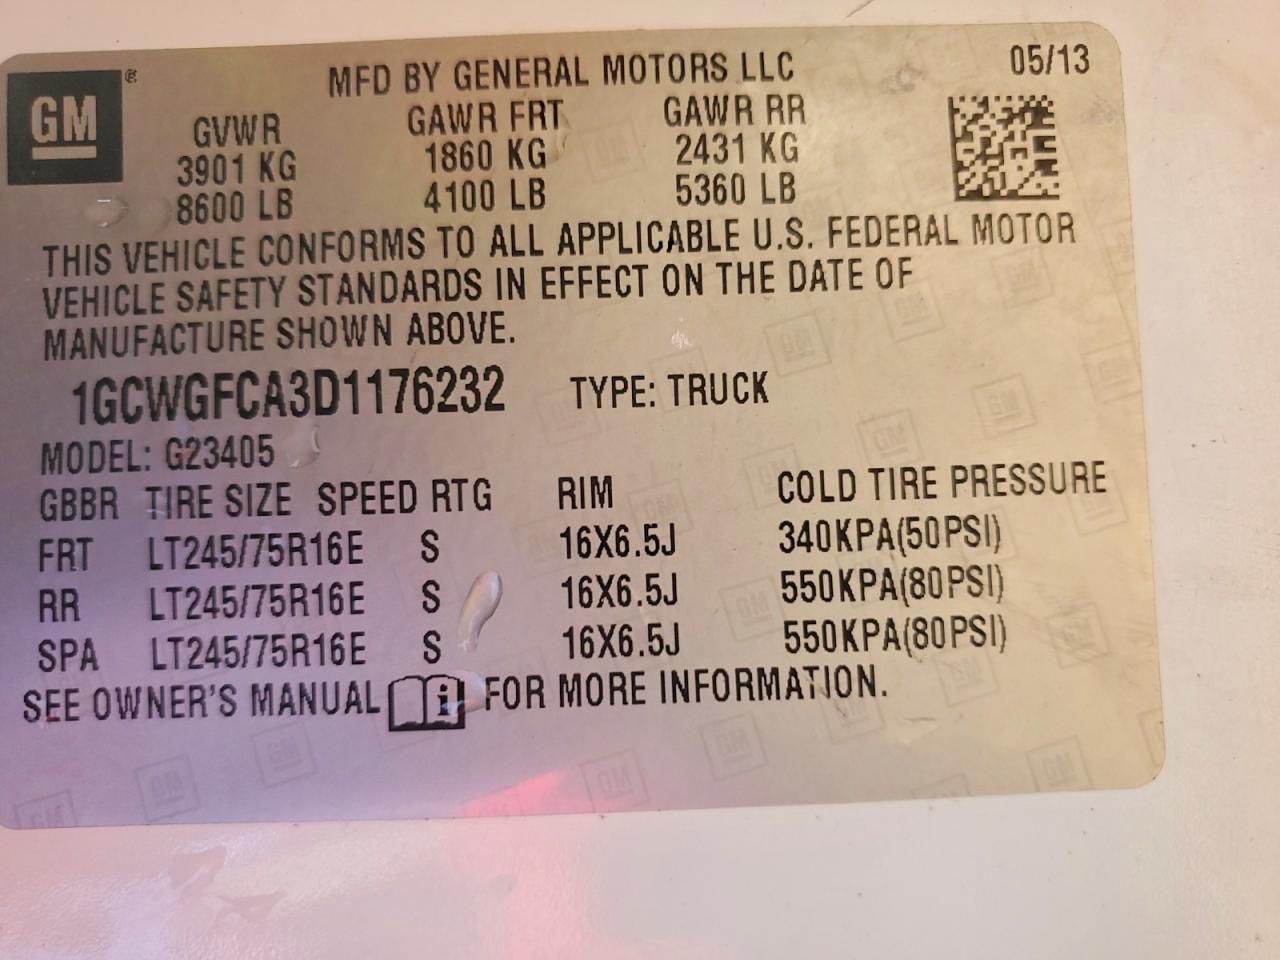 GM ® MFD BY GENERAL MOTORS LLC 05/13
GVWR GAWR FRT GAWR RR
3901 KG 1860 KG 2431 KG
8600 LB 4100 LB 5360 LB
THIS VEHICLE CONFORMS TO ALL APPLICABLE U.S. FEDERAL MOTOR
VEHICLE SAFETY STANDARDS IN EFFECT ON THE DATE OF
MANUFACTURE SHOWN ABOVE.
1GCWGFCA3D1176232 TYPE: TRUCK
MODEL: G23405
GBBR TIRE SIZE SPEED RTG RIM COLD TIRE PRESSURE
FRT LT245/75R16E S 16X6.5J 340KPA(50PSI)
RR LT245/75R16E S 16X6.5J 550KPA(80PSI)
SPA LT245/75R16E S 16X6.5J 550KPA(80PSI)
SEE OWNER'S MANUAL i FOR MORE INFORMATION.